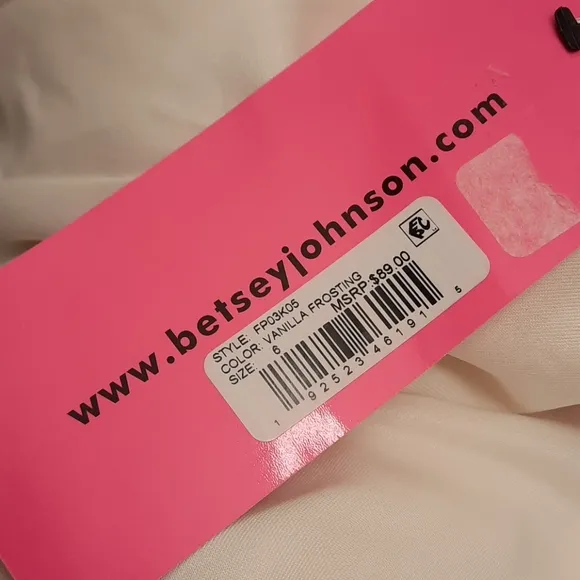 www.betseyjohnson.com
STYLE: FP03K05
COLOR: VANILLA FROSTING
SIZE: 6 MSRP:$89.00
1 92523 46191 5